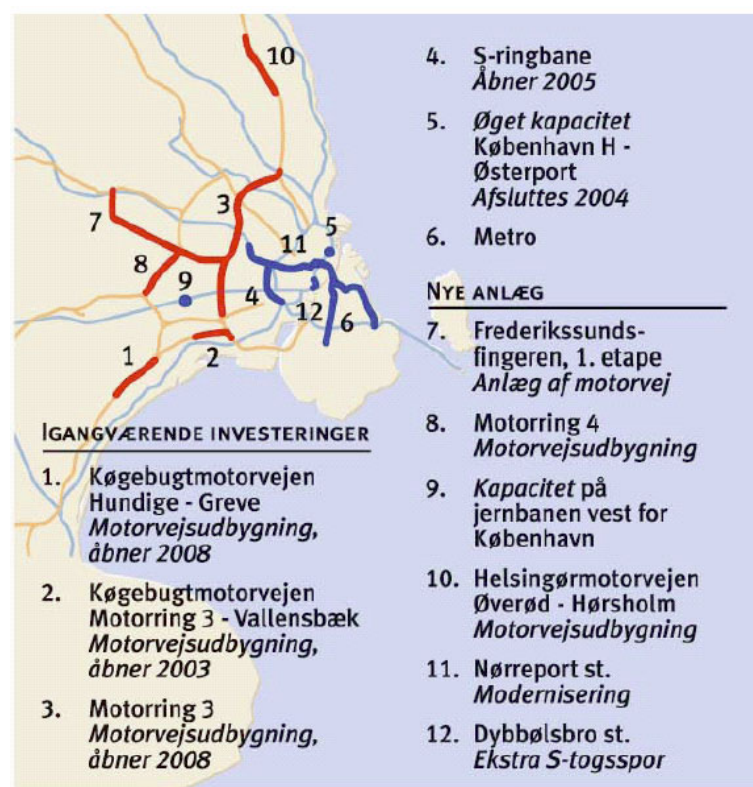 10
3
7
11
5
8
9
4
12
6
2
1
IGANGVÆRENDE INVESTERINGER
1. Køgebugtmotorvejen
Hundige - Greve
Motorvejsudbygning,
åbner 2008
2. Køgebugtmotorvejen
Motorring 3 - Vallensbæk
Motorvejsudbygning,
åbner 2003
3. Motorring 3
Motorvejsudbygning,
åbner 2008
4. S-ringbane
Åbner 2005
5. Øget kapacitet
København H -
Østerport
Afsluttes 2004
6. Metro
NYE ANLÆG
7. Frederikssunds-
fingeren, 1. etape
Anlæg af motorvej
8. Motorring 4
Motorvejsudbygning
9. Kapacitet på
jernbanen vest for
København
10. Helsingørmotorvejen
Øverød - Hørsholm
Motorvejsudbygning
11. Nørreport st.
Modernisering
12. Dybbølsbro st.
Ekstra S-togsspor